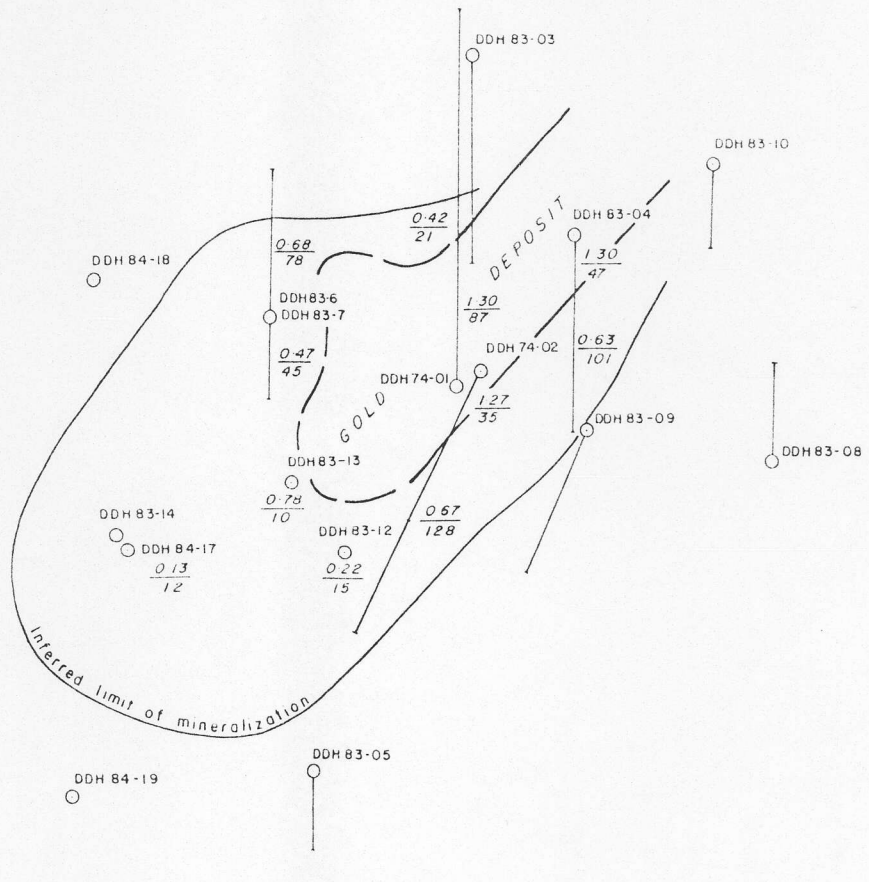 DDH 83-03
DDH 83-10
DDH 83-04
0.42
21
DEPOSIT
0.68
78
1.30
47
DDH 84-18
DDH83-6
DDH 83-7
1.30
87
0.47
45
0.63
101
DDH 74-02
DDH 74-01
1.27
35
GOLD
DDH 83-09
DDH 83-08
DDH 83-13
0.78
10
DDH 83-14
0.67
128
DDH 83-12
DDH 84-17
0.13
12
0.22
15
Inferred limit of mineralization
DDH 83-05
DDH 84-19